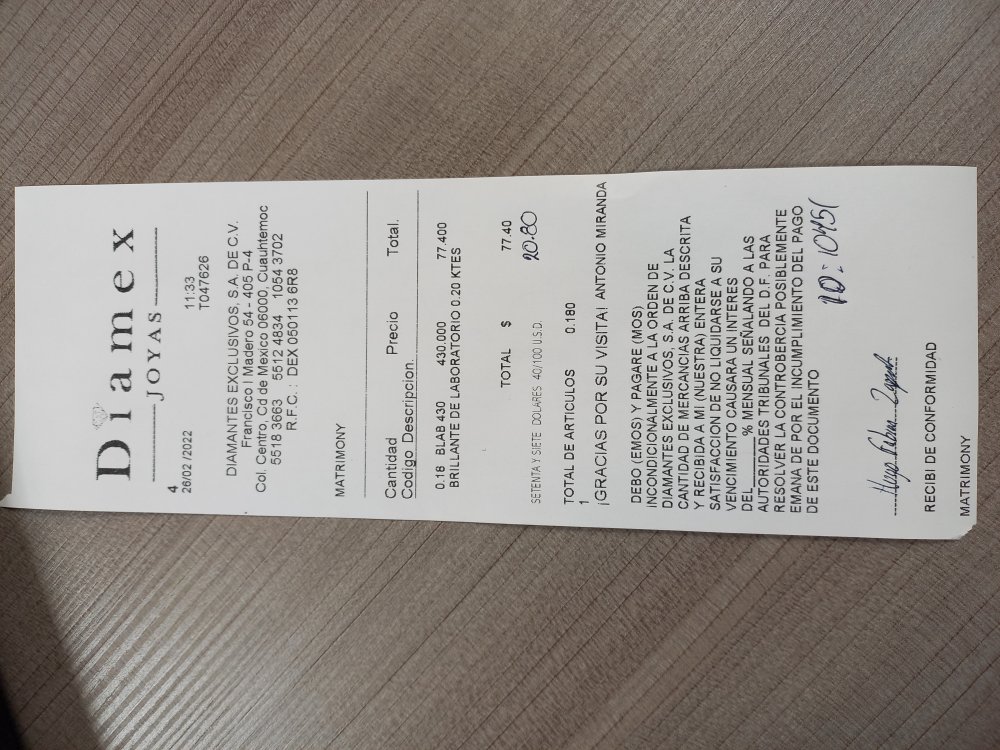 Diamex
JOYAS
4
26/02/2022 11:33
T047626
DIAMANTES EXCLUSIVOS, S.A. DE C.V.
Francisco I Madero 54 - 405 P-4
Col. Centro, Cd de Mexico 06000, Cuauhtemoc
5518 3663 5512 4834 1054 3702
R.F.C. : DEX 050113 6R8
MATRIMONY
Cantidad Precio Total.
Codigo Descripcion.
0.18 BLAB 430 430.000 77.400
BRILLANTE DE LABORATORIO 0.20 KTES
TOTAL $ 77.40
20.80
SETENTA Y SIETE DOLARES 40/100 U.S.D.
TOTAL DE ARTICULOS 0.180
1
¡GRACIAS POR SU VISITA! ANTONIO MIRANDA
DEBO (EMOS) Y PAGARE (MOS)
INCONDICIONALMENTE A LA ORDEN DE
DIAMANTES EXCLUSIVOS, S.A. DE C.V. LA
CANTIDAD DE MERCANCIAS ARRIBA DESCRITA
Y RECIBIDA A MI (NUESTRA) ENTERA
SATISFACCION DE NO LIQUIDARSE A SU
VENCIMIENTO CAUSARA UN INTERES
DEL______% MENSUAL SEÑALANDO A LAS
AUTORIDADES TRIBUNALES DEL D.F. PARA
RESOLVER LA CONTROBERCIA POSIBLEMENTE
EMANA DE POR EL INCUMPLIMIENTO DEL PAGO
DE ESTE DOCUMENTO
Hugo
RECIBI DE CONFORMIDAD
MATRIMONY